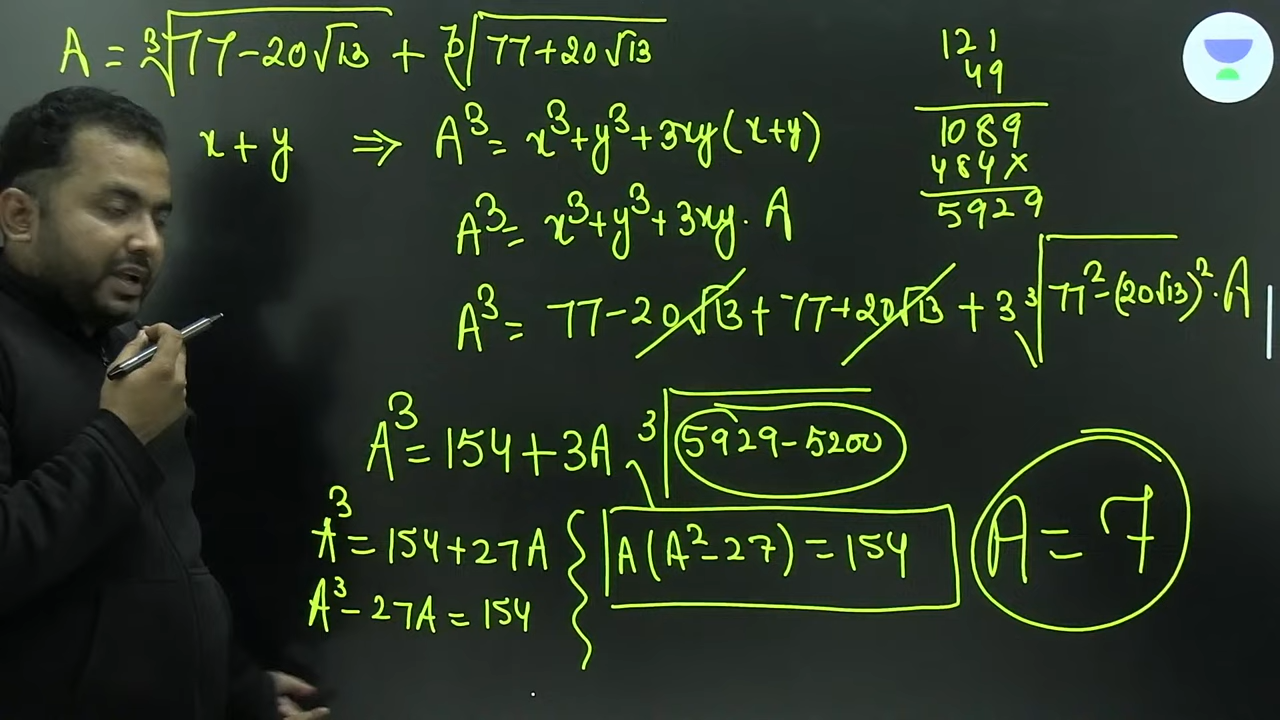 A = ∛(77-20√13) + ∛(77+20√13)
x + y ⇒ A³ = x³+y³+3xy(x+y)
A³ = x³+y³+3xy. A
A³ = 77-20√13 + 77+20√13 + 3 ∛(77²-(20√13)²) . A
A³ = 154+3A ∛(5929-5200)
A³ = 154+27A
A³ - 27A = 154
A(A²-27) = 154
A = 7
121
49
1089
484x
5929